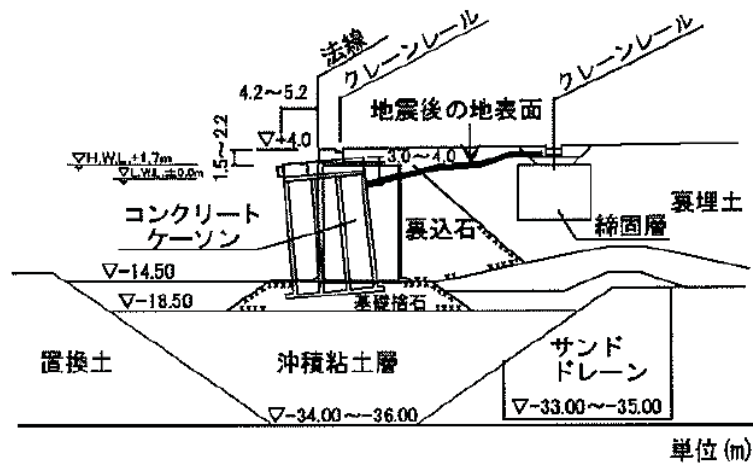 法線
クレーンレール
クレーンレール
4.2～5.2
地震後の地表面
▽+4.0
1.5～2.2
▽H.W.L.±1.7m
▽L.W.L.±0.0m
3.0～4.0
コンクリート
ケーソン
裏込石
締固層
裏埋土
▽-14.50
▽-18.50
基礎捨石
置換土
沖積粘土層
サンド
ドレーン
▽-34.00～-36.00
▽-33.00～-35.00
単位(m)